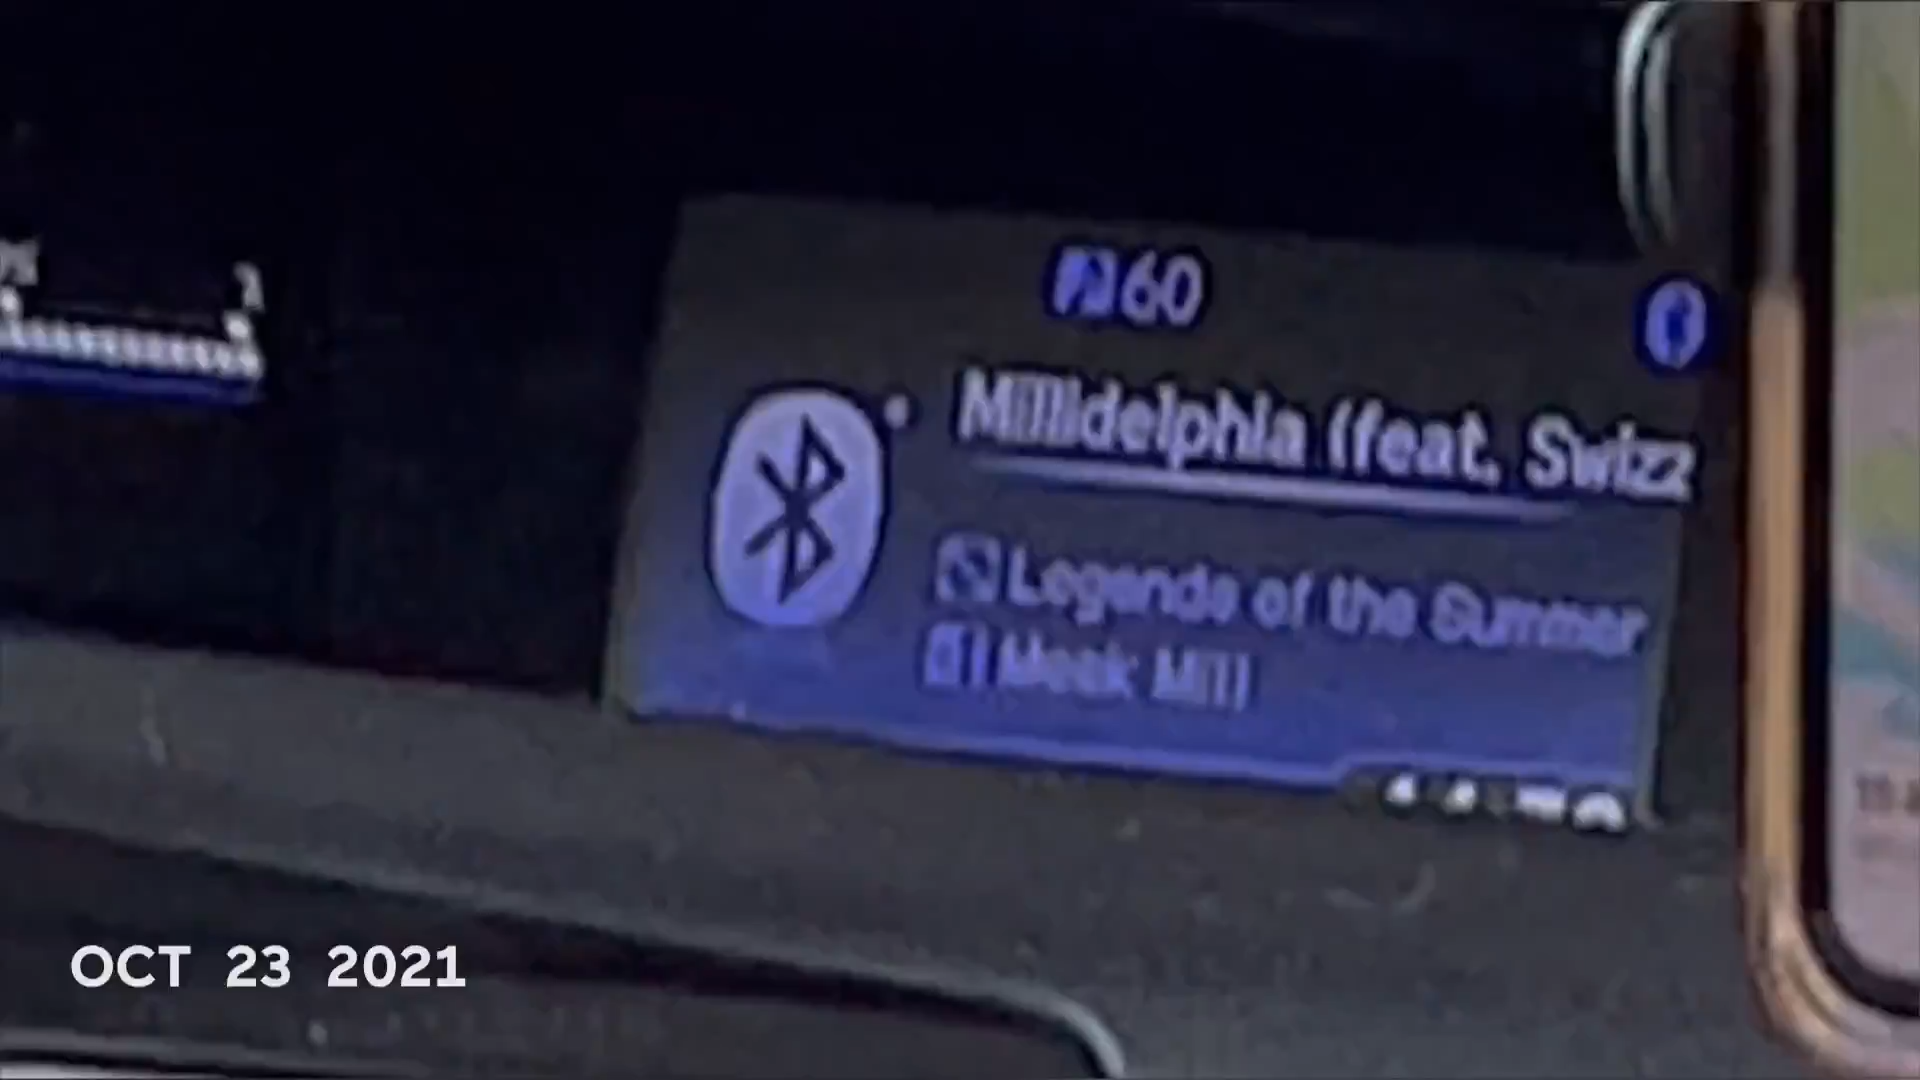 60
Millidelphia (feat. Swizz
Legends of the Summer
Meek Mill
OCT 23 2021